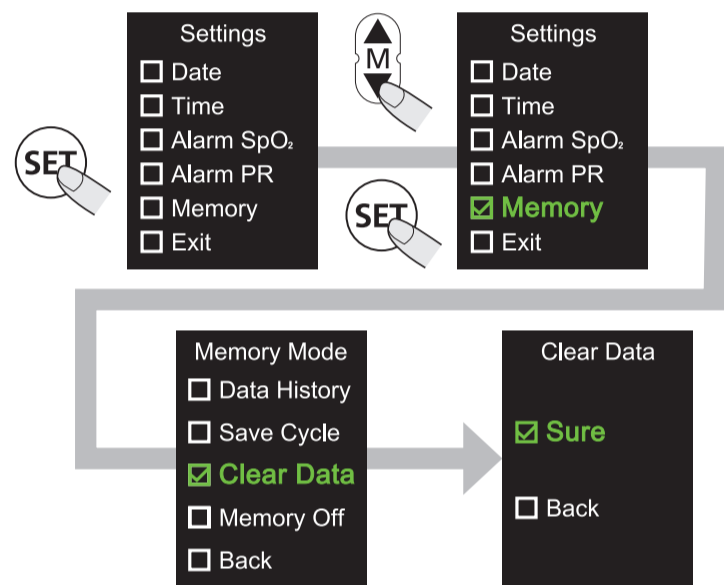 SET
Settings
Date
Time
Alarm SpO₂
Alarm PR
Memory
Exit
M
SET
Settings
Date
Time
Alarm SpO₂
Alarm PR
Memory
Exit
Memory Mode
Data History
Save Cycle
Clear Data
Memory Off
Back
Clear Data
Sure
Back